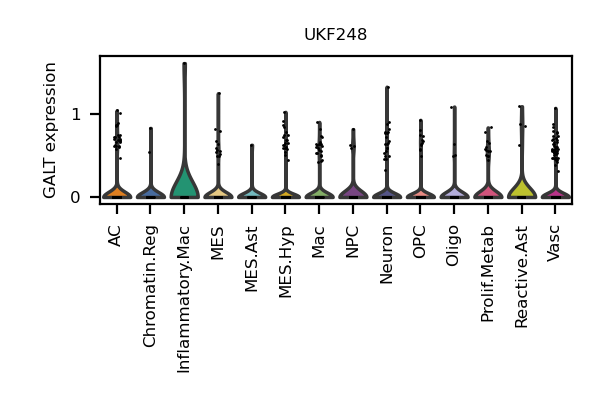 UKF248
GALT expression
1
0
AC
Chromatin.Reg
Inflammatory.Mac
MES
MES.Ast
MES.Hyp
Mac
NPC
Neuron
OPC
Oligo
Prolif.Metab
Reactive.Ast
Vasc